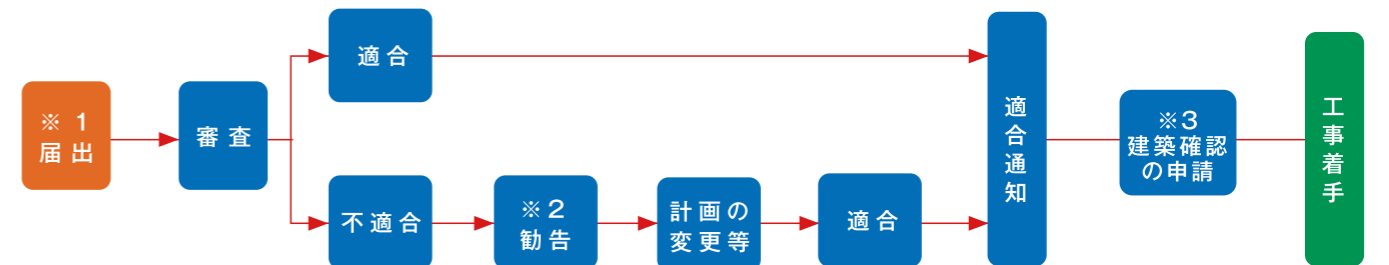 ※1
届出
審査
適合
不適合
※2
勧告
計画の
変更等
適合
適合通知
※3
建築確認
の申請
工事着手